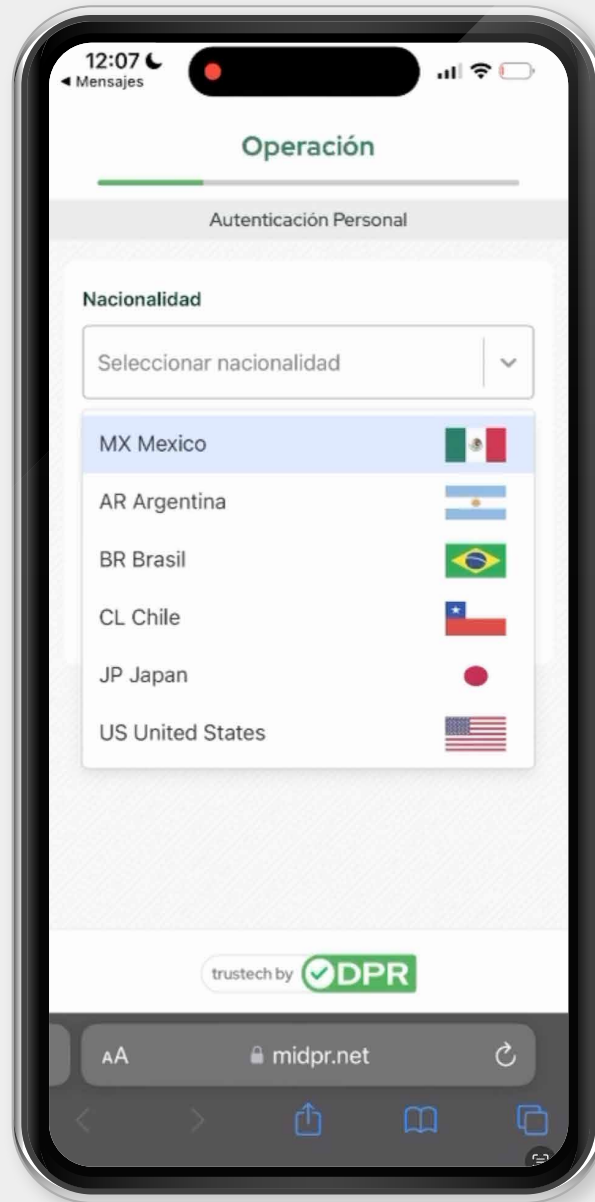 12:07
Mensajes
Operación
Autenticación Personal
Nacionalidad
Seleccionar nacionalidad
MX Mexico
AR Argentina
BR Brasil
CL Chile
JP Japan
US United States
trustech by DPR
AA midpr.net